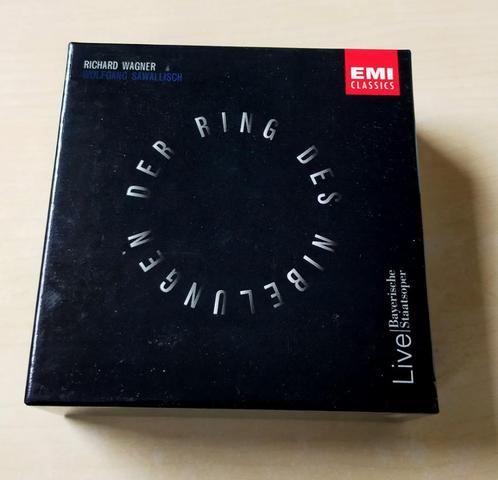 RICHARD WAGNER
WOLFGANG SAWALLISCH
EMI
CLASSICS
DER RING DES NIBELUNGEN
Live Bayerische
Staatsoper